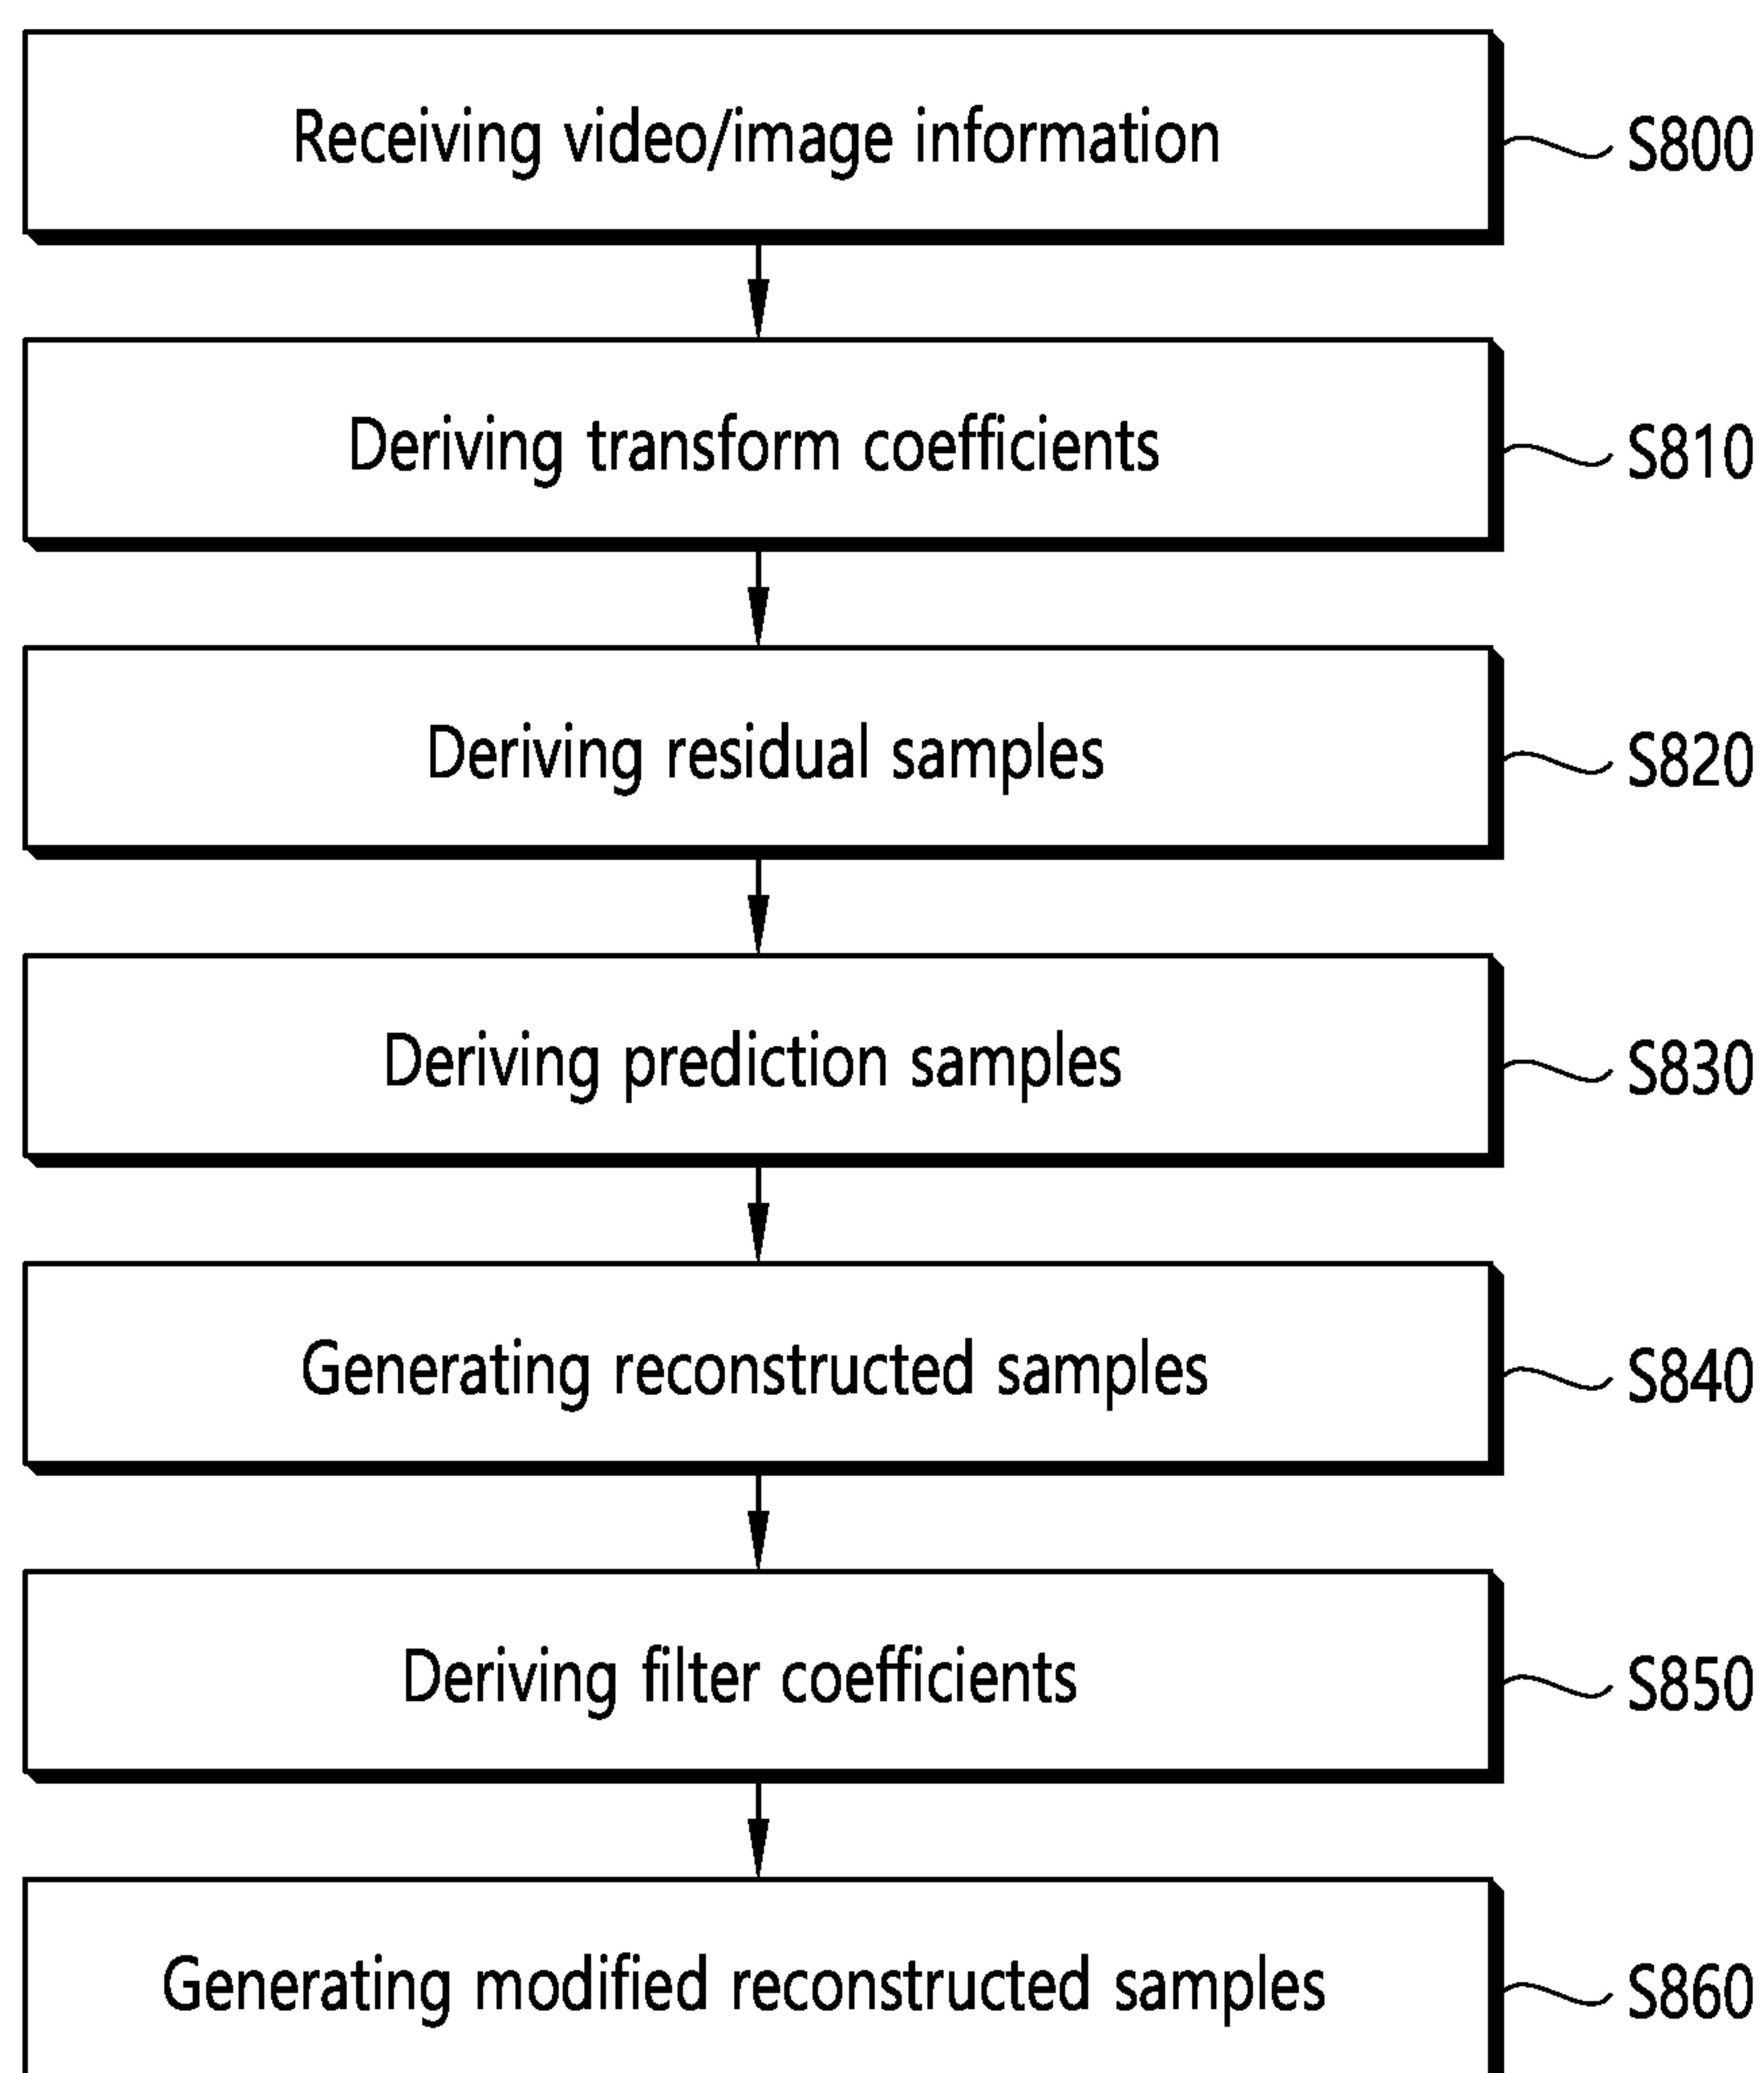 Receiving video/image information S800
Deriving transform coefficients S810
Deriving residual samples S820
Deriving prediction samples S830
Generating reconstructed samples S840
Deriving filter coefficients S850
Generating modified reconstructed samples S860